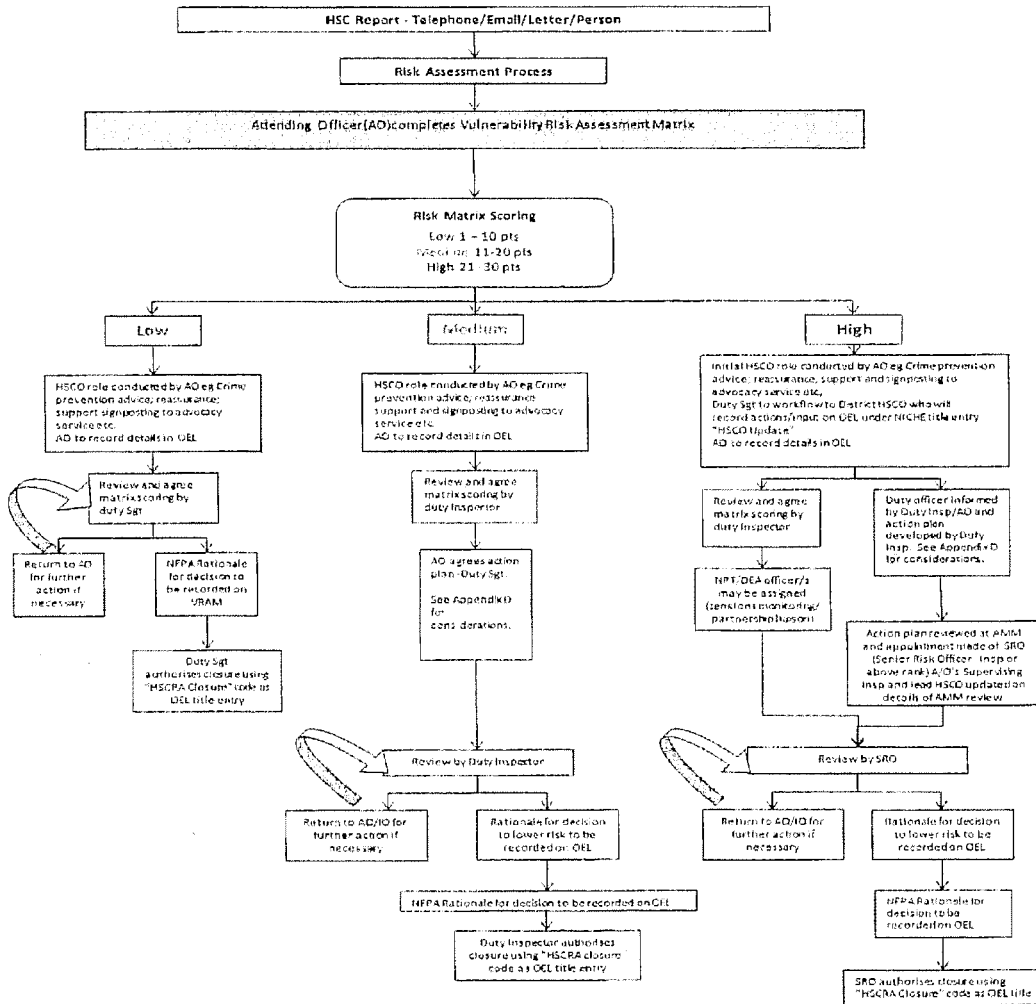 HSC Report - Telephone/Email/Letter/Person
Risk Assessment Process
Attending Officer(AO)completes Vulnerability Risk Assessment Matrix
Risk Matrix Scoring
Low 1 – 10 pts
Medium 11-20 pts
High 21 - 30 pts
Low
Medium
High
HSCO role conducted by AO eg Crime
prevention advice; reassurance;
support signposting to advocacy
service etc.
AO to record details in OEL
HSCO role conducted by AO eg Crime
prevention advice; reassurance
support and signposting to advocacy
service etc.
AO to record details in OEL
Initial HSCO role conducted by AO eg Crime prevention
advice; reassurance, support and signposting to
advocacy service etc,
Duty Sgt to workflow to District HSCO who will
record actions/input on OEL under NICHE title entry
"HSCO Update"
AO to record details in OEL
Review and agree
matrix scoring by
duty Sgt
Review and agree
matrix scoring by
duty Inspector
Review and agree
matrix scoring by
duty Inspector
Duty officer informed
by Duty Insp/AO and
action plan
developed by Duty
Insp. See Appendix D
for considerations.
Return to AO
for further
action if
necessary
NFPA Rationale
for decision to
be recorded on
VRAM
AO agrees action
plan -Duty Sgt.
See Appendix D
for
considerations.
NPT/DEA officer/s
may be assigned
(tensions monitoring/
partnership liaison)
Duty Sgt
authorises closure using
"HSCRA Closure" code as
OEL title entry
Action plan reviewed at AMM
and appointment made of SRO
(Senior Risk Officer - Insp or
above rank) A/O's Supervising
Insp and lead HSCO updated on
details of AMM review
Review by Duty Inspector
Review by SRO
Return to AO/IO for
further action if
necessary
Rationale for decision
to lower risk to be
recorded on OEL
Return to AO/IO for
further action if
necessary
Rationale for decision
to lower risk to be
recorded on OEL
NFPA Rationale for decision to be recorded on OEL
NFPA Rationale for
decision to be
recorded on OEL
Duty Inspector authorises
closure using "HSCRA closure"
code as OEL title entry
SRO authorises closure using
"HSCRA Closure" code as OEL title